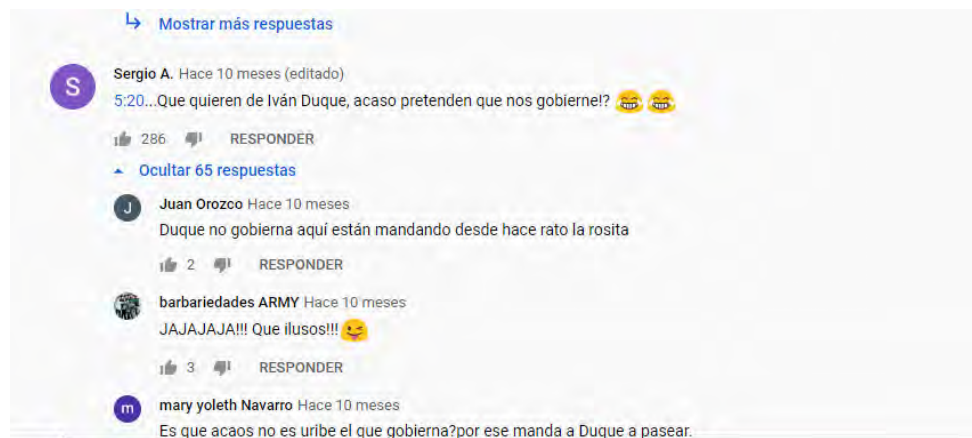 Mostrar más respuestas
S
Sergio A. Hace 10 meses (editado)
5:20...Que quieren de Iván Duque, acaso pretenden que nos gobierne!? 😂 😂
286 RESPONDER
Ocultar 65 respuestas
J
Juan Orozco Hace 10 meses
Duque no gobierna aquí están mandando desde hace rato la rosita
2 RESPONDER
barbariedades ARMY Hace 10 meses
JAJAJAJA!!! Que ilusos!!! 😜
3 RESPONDER
m
mary yoleth Navarro Hace 10 meses
Es que acaos no es uribe el que gobierna?por ese manda a Duque a pasear.